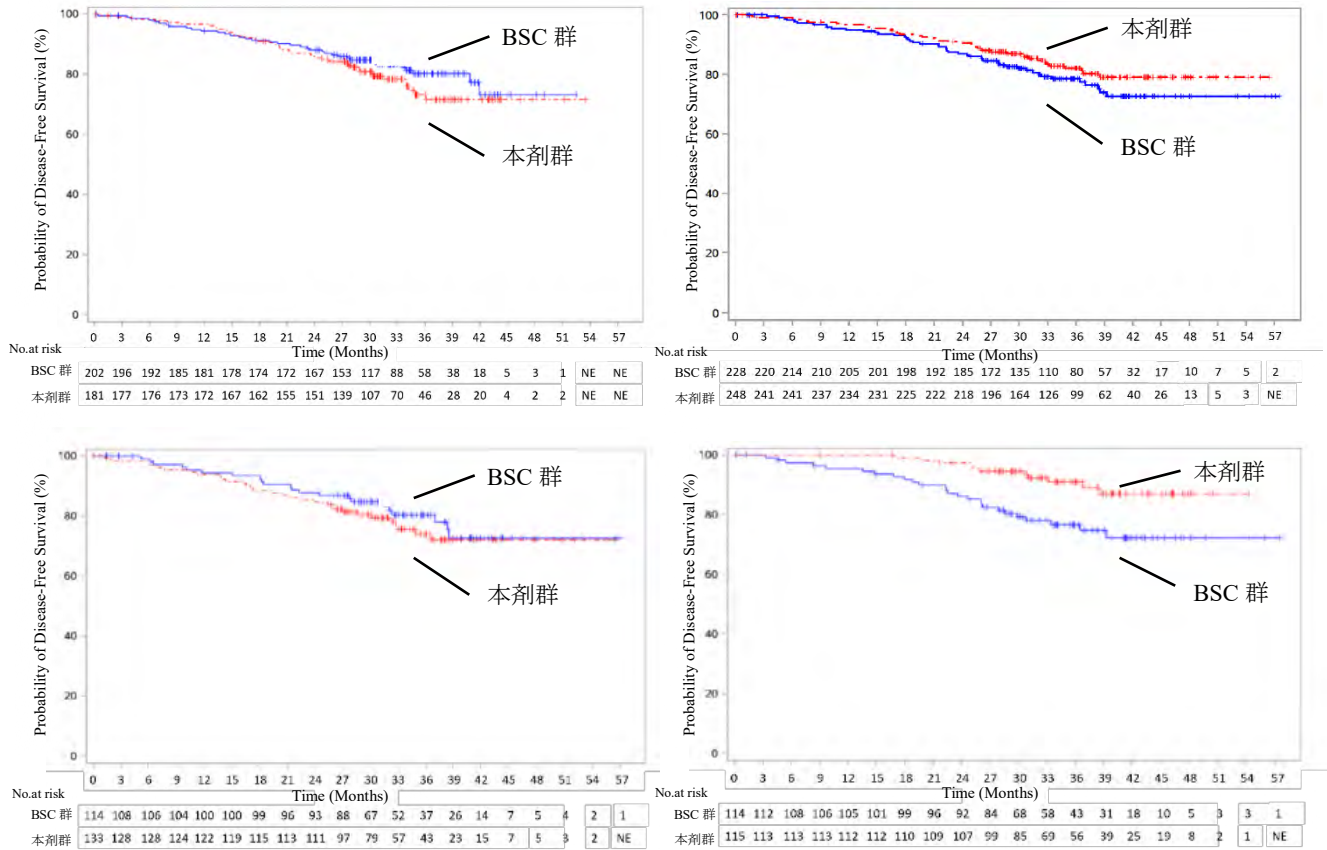 Probability of Disease-Free Survival (%)
100
80
60
40
20
0
BSC 群
本剤群
0 3 6 9 12 15 18 21 24 27 30 33 36 39 42 45 48 51 54 57
Time (Months)
No.at risk
BSC 群 202 196 192 185 181 178 174 172 167 153 117 88 58 38 18 5 3 1 NE NE
本剤群 181 177 176 173 172 167 162 155 151 139 107 70 46 28 20 4 2 2 NE NE
Probability of Disease-Free Survival (%)
100
80
60
40
20
0
本剤群
BSC 群
0 3 6 9 12 15 18 21 24 27 30 33 36 39 42 45 48 51 54 57
Time (Months)
No.at risk
BSC 群 228 220 214 210 205 201 198 192 185 172 135 110 80 57 32 17 10 7 5 2
本剤群 248 241 241 237 234 231 225 222 218 196 164 126 99 62 40 26 13 5 3 NE
Probability of Disease-Free Survival (%)
100
80
60
40
20
0
BSC 群
本剤群
0 3 6 9 12 15 18 21 24 27 30 33 36 39 42 45 48 51 54 57
Time (Months)
No.at risk
BSC 群 114 108 106 104 100 100 99 96 93 88 67 52 37 26 14 7 5 4 2 1
本剤群 133 128 128 124 122 119 115 113 111 97 79 57 43 23 15 7 5 3 2 NE
Probability of Disease-Free Survival (%)
100
80
60
40
20
0
本剤群
BSC 群
0 3 6 9 12 15 18 21 24 27 30 33 36 39 42 45 48 51 54 57
Time (Months)
No.at risk
BSC 群 114 112 108 106 105 101 99 96 92 84 68 58 43 31 18 10 5 3 3 1
本剤群 115 113 113 113 112 112 110 109 107 99 85 69 56 39 25 19 8 2 1 NE